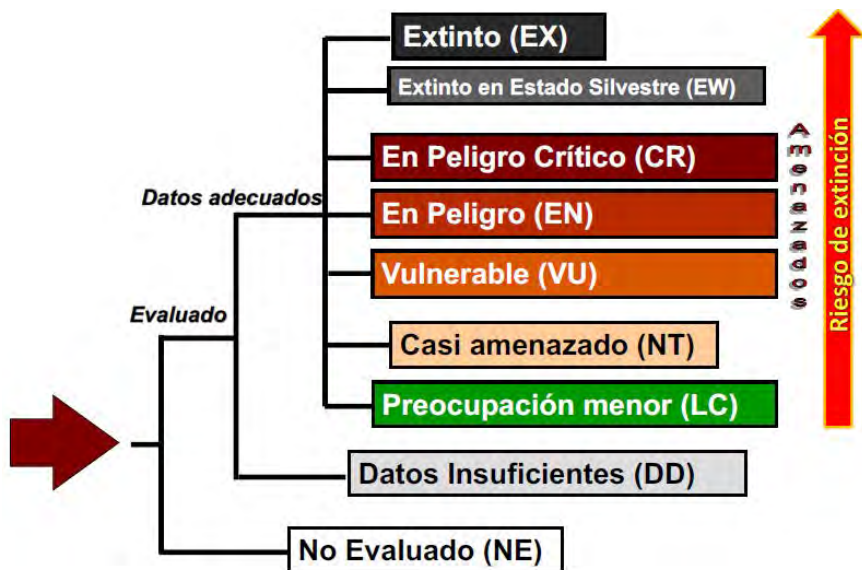 Extinto (EX)
Extinto en Estado Silvestre (EW)
En Peligro Crítico (CR)
Datos adecuados
En Peligro (EN)
Vulnerable (VU)
Evaluado
Casi amenazado (NT)
Preocupación menor (LC)
Datos Insuficientes (DD)
No Evaluado (NE)
Amenazados
Riesgo de extinción